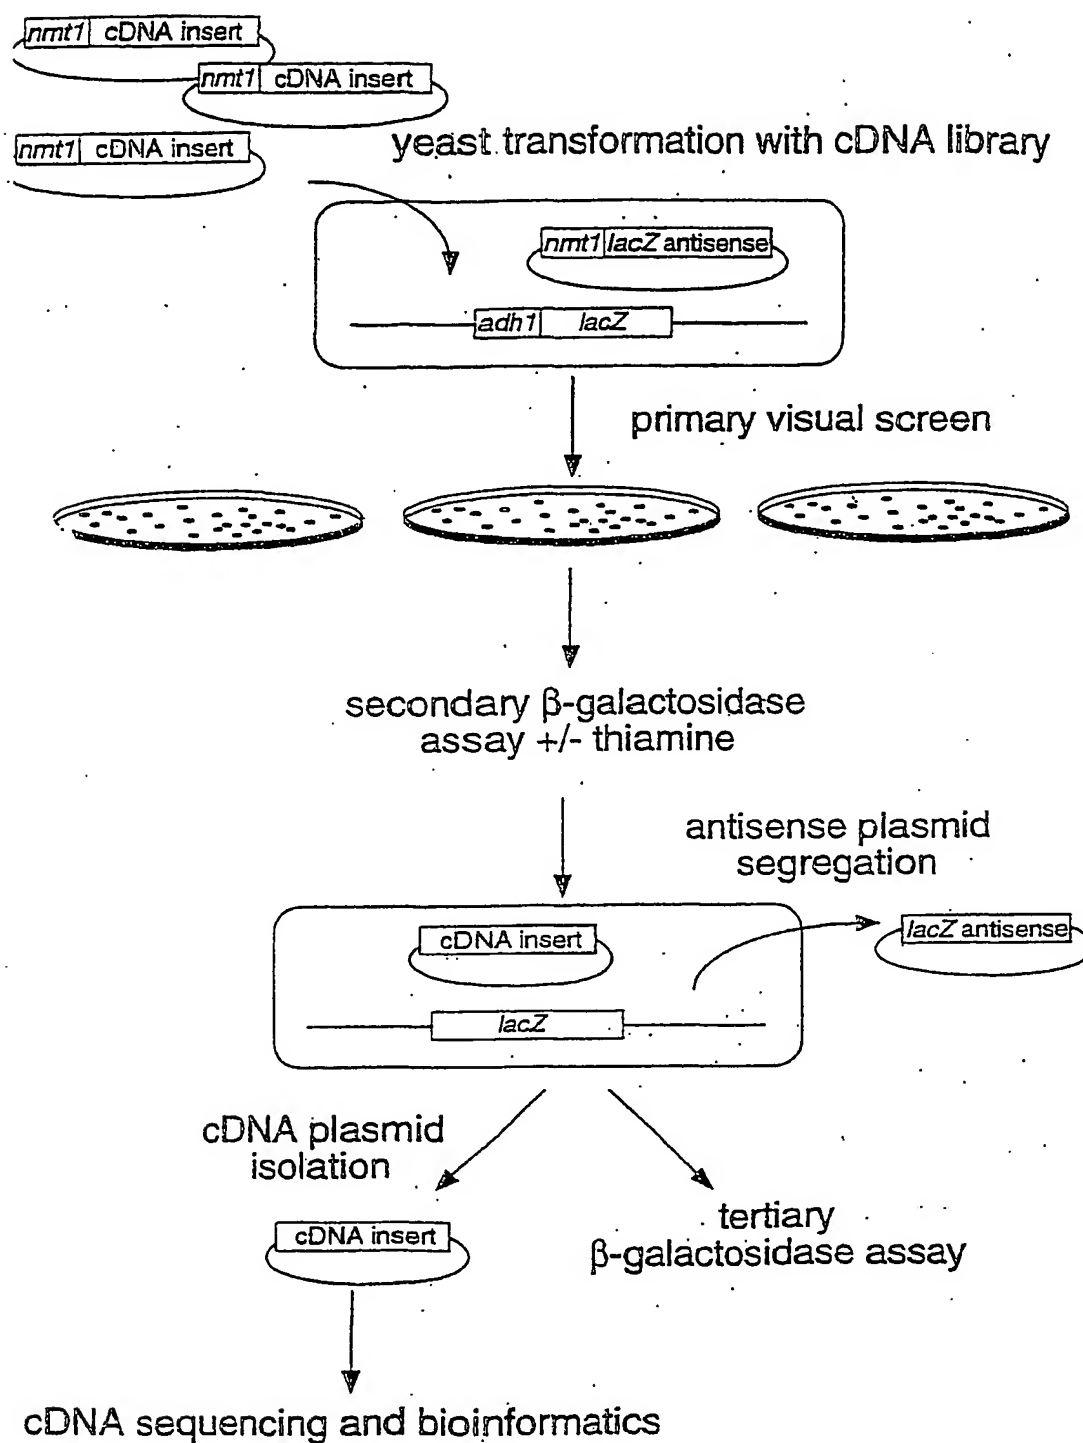 nmt1 cDNA insert
nmt1 cDNA insert
nmt1 cDNA insert
yeast transformation with cDNA library
nmt1 lacZ antisense
adh1 lacZ
primary visual screen
secondary β-galactosidase
assay +/- thiamine
antisense plasmid
segregation
cDNA insert
lacZ antisense
lacZ
cDNA plasmid
isolation
cDNA insert
tertiary
β-galactosidase assay
cDNA sequencing and bioinformatics